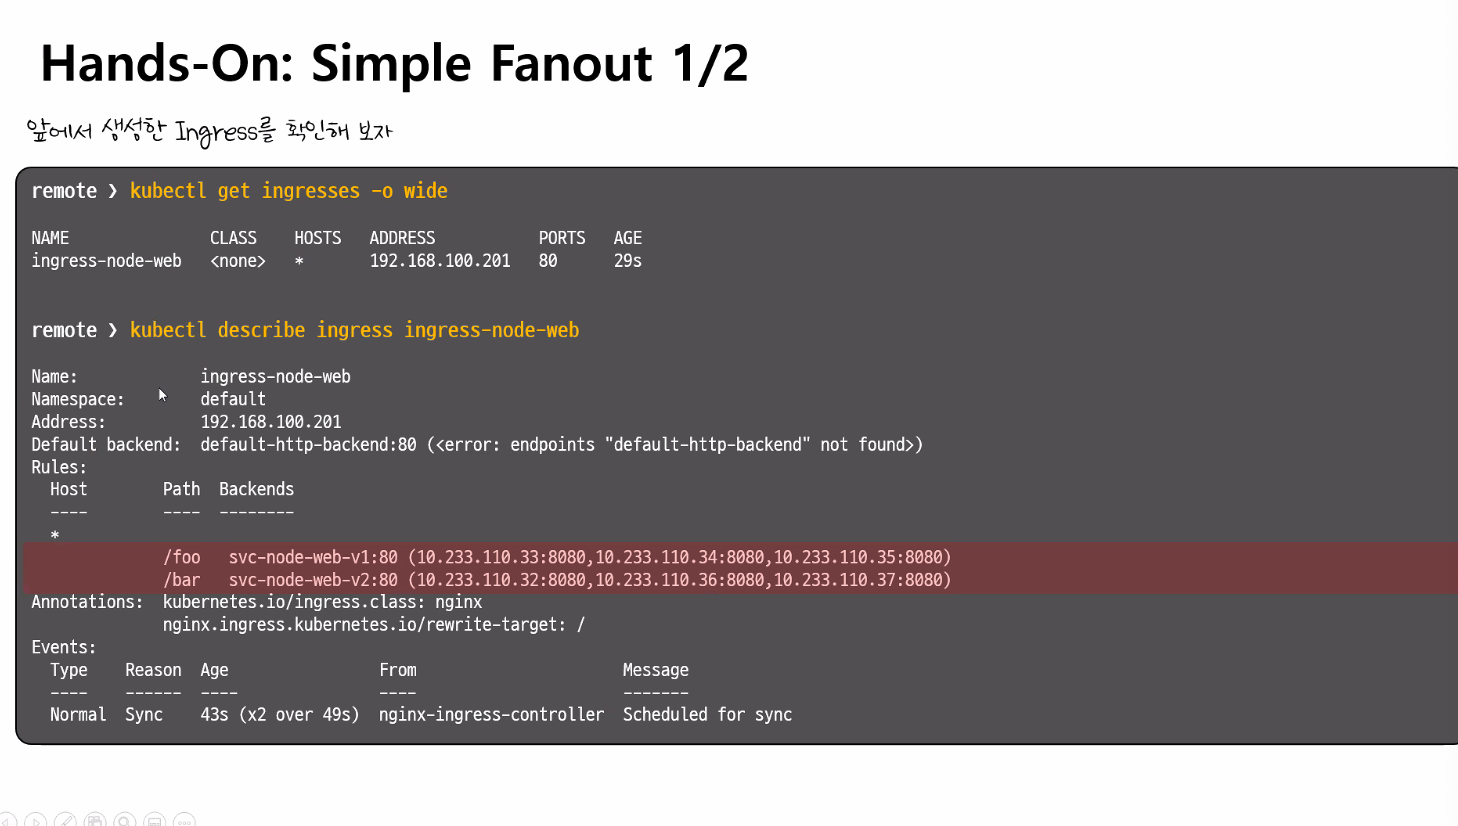 Hands-On: Simple Fanout 1/2
앞에서 생성한 Ingress를 확인해 보자
remote ❯ kubectl get ingresses -o wide
NAME CLASS HOSTS ADDRESS PORTS AGE
ingress-node-web <none> * 192.168.100.201 80 29s
remote ❯ kubectl describe ingress ingress-node-web
Name: ingress-node-web
Namespace: default
Address: 192.168.100.201
Default backend: default-http-backend:80 (<error: endpoints "default-http-backend" not found>)
Rules:
Host Path Backends
---- ---- --------
*
/foo svc-node-web-v1:80 (10.233.110.33:8080,10.233.110.34:8080,10.233.110.35:8080)
/bar svc-node-web-v2:80 (10.233.110.32:8080,10.233.110.36:8080,10.233.110.37:8080)
Annotations: kubernetes.io/ingress.class: nginx
nginx.ingress.kubernetes.io/rewrite-target: /
Events:
Type Reason Age From Message
---- ------ ---- ---- -------
Normal Sync 43s (x2 over 49s) nginx-ingress-controller Scheduled for sync